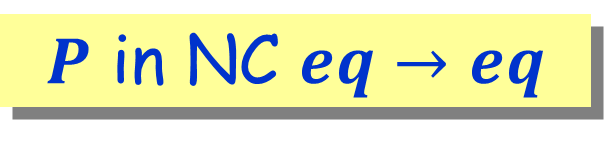 P in NC eq → eq